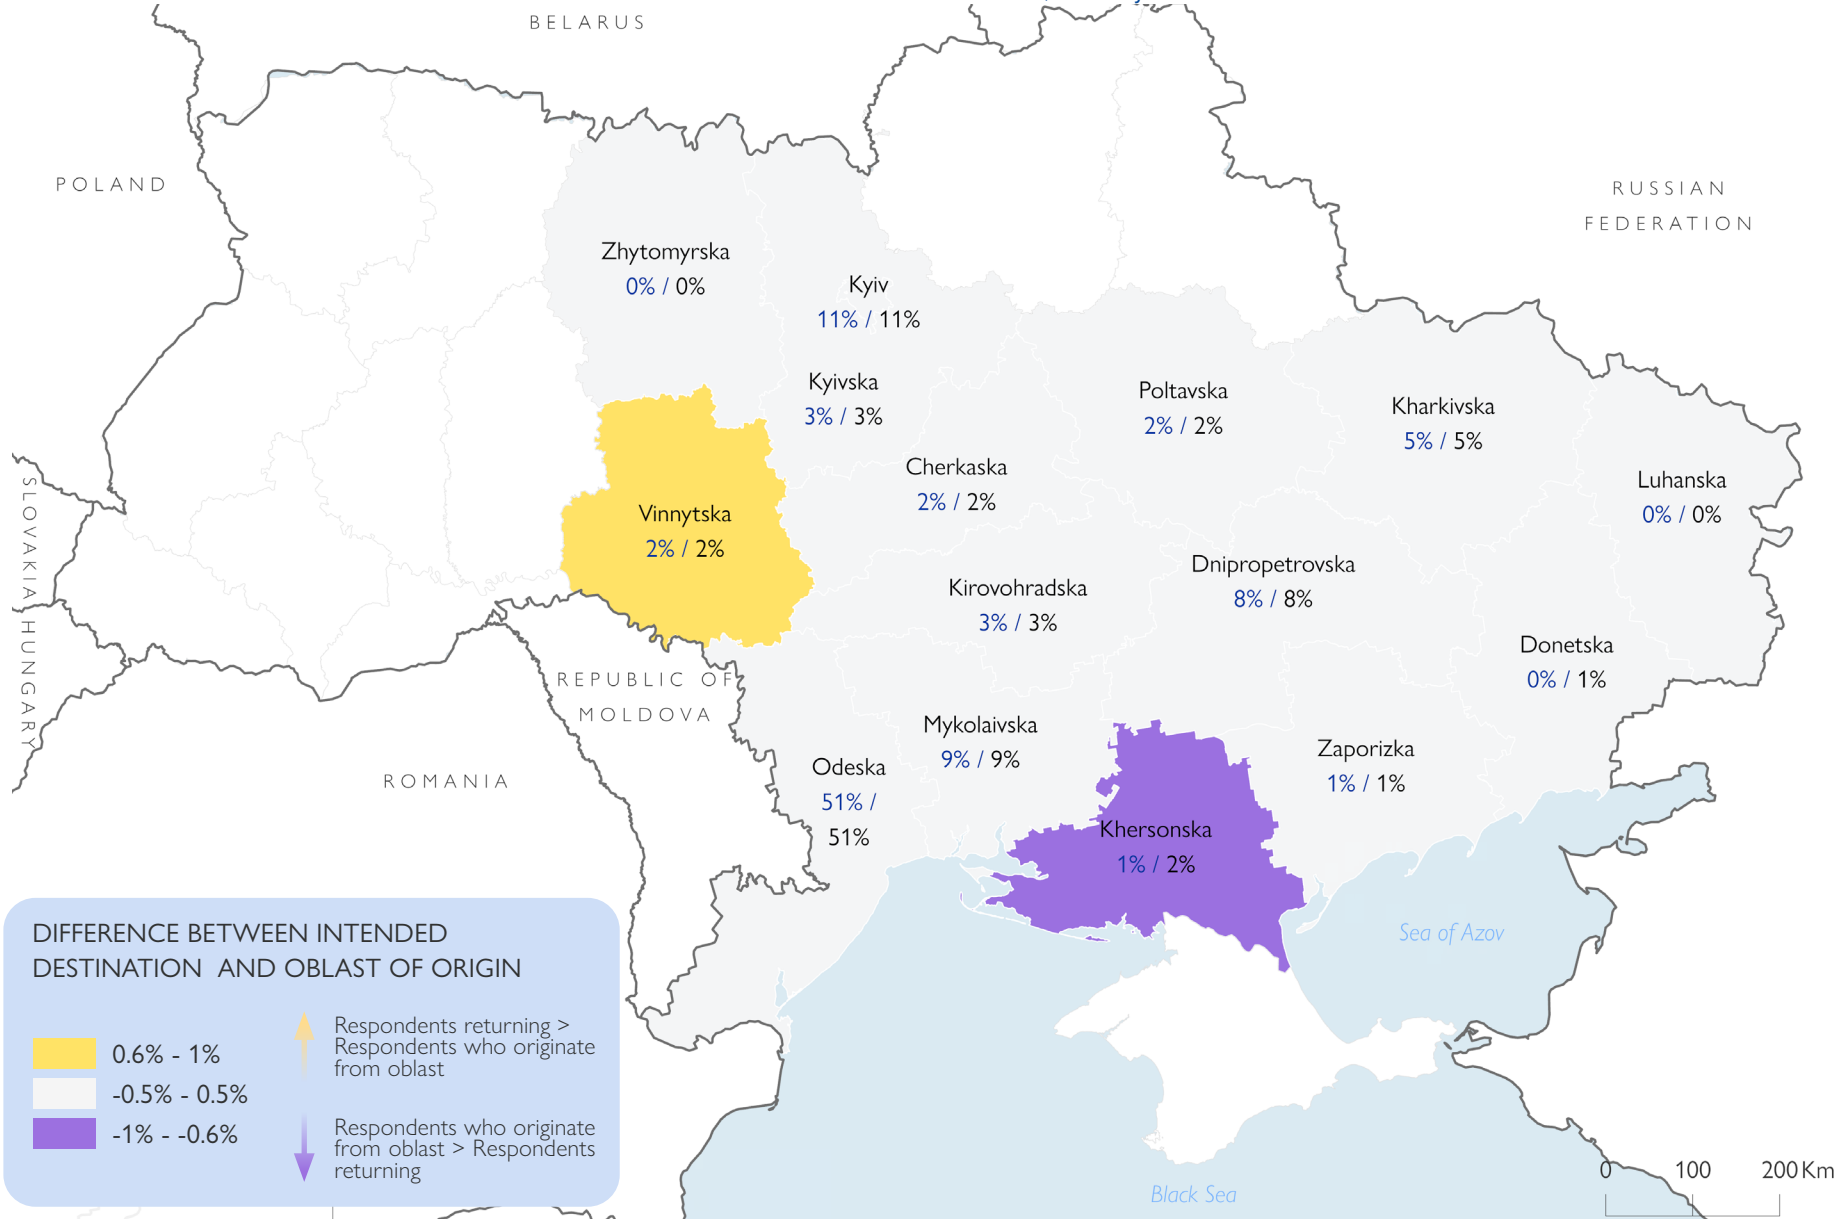 BELARUS
POLAND
RUSSIAN
FEDERATION
Zhytomyrska
0% / 0%
Kyiv
11% / 11%
Kyivska
3% / 3%
Poltavska
2% / 2%
Kharkivska
5% / 5%
Cherkaska
2% / 2%
Luhanska
0% / 0%
Vinnytska
2% / 2%
SLOVAKIA
HUNGARY
Dnipropetrovska
8% / 8%
Kirovohradska
3% / 3%
Donetska
0% / 1%
REPUBLIC OF
MOLDOVA
Mykolaivska
9% / 9%
Zaporizka
1% / 1%
Odeska
51% /
51%
ROMANIA
Khersonska
1% / 2%
Sea of Azov
Black Sea
DIFFERENCE BETWEEN INTENDED
DESTINATION AND OBLAST OF ORIGIN
0.6% - 1%
-0.5% - 0.5%
-1% - -0.6%
Respondents returning >
Respondents who originate
from oblast
Respondents who originate
from oblast > Respondents
returning
0 100 200 Km